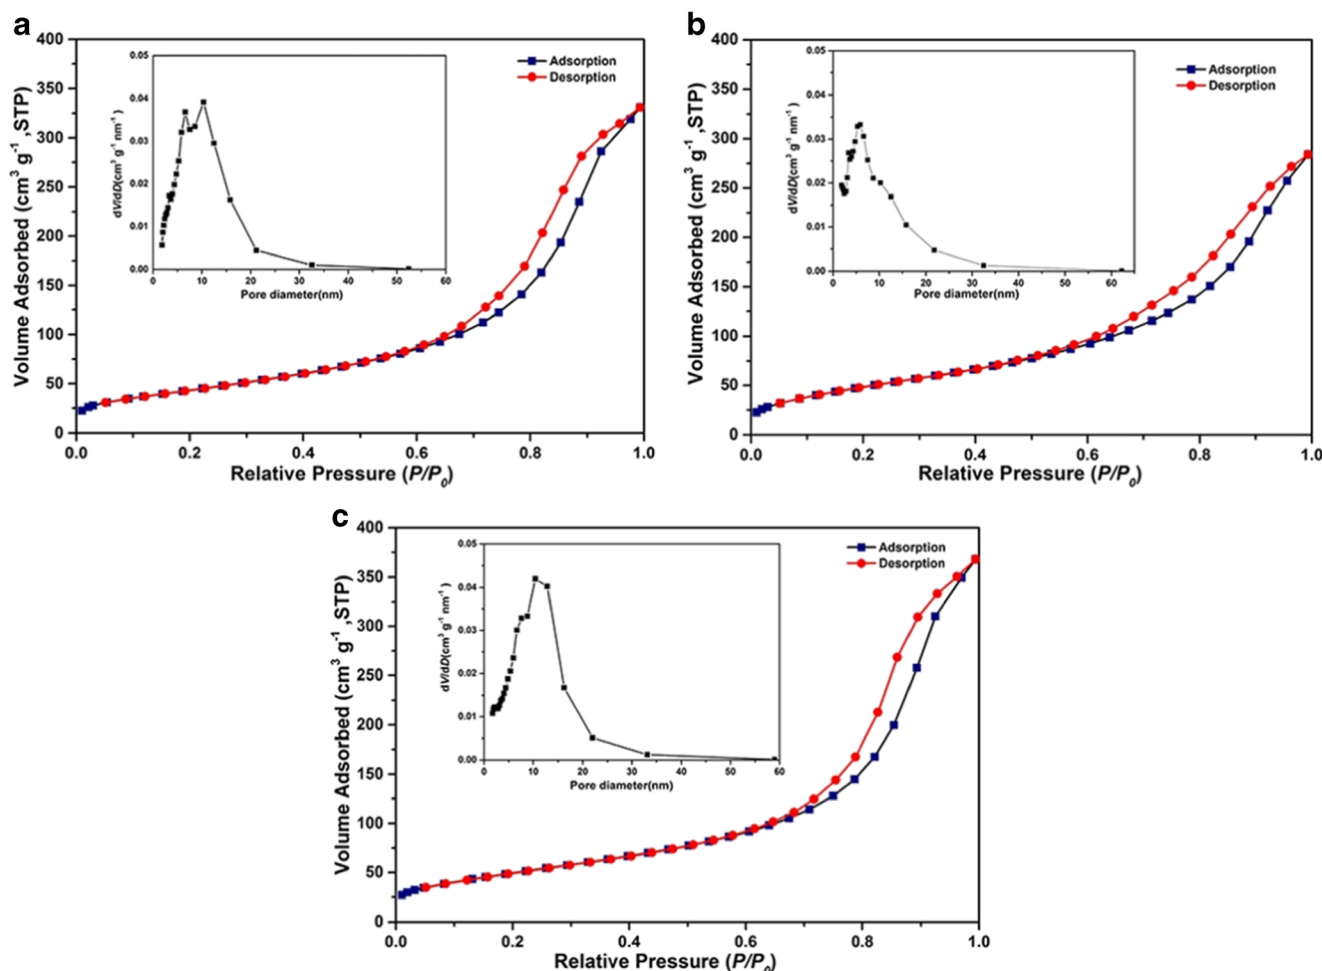 a
400
350
300
250
200
150
100
50
0
Volume Adsorbed (cm³ g⁻¹ ,STP)
0.0 0.2 0.4 0.6 0.8 1.0
Relative Pressure (P/P₀)
Adsorption
Desorption
0.05
0.04
0.03
0.02
0.01
0.00
dV/dD(cm³ g⁻¹ nm⁻¹ )
0 10 20 30 40 50 60
Pore diameter(nm)
b
400
350
300
250
200
150
100
50
0
Volume Adsorbed (cm³ g⁻¹ ,STP)
0.0 0.2 0.4 0.6 0.8 1.0
Relative Pressure (P/P₀)
Adsorption
Desorption
0.05
0.04
0.03
0.02
0.01
0.00
dV/dD(cm³ g⁻¹ nm⁻¹ )
0 10 20 30 40 50 60
Pore diameter(nm)
c
400
350
300
250
200
150
100
50
0
Volume Adsorbed (cm³ g⁻¹ ,STP)
0.0 0.2 0.4 0.6 0.8 1.0
Relative Pressure (P/P₀)
Adsorption
Desorption
0.05
0.04
0.03
0.02
0.01
0.00
dV/dD(cm³ g⁻¹ nm⁻¹ )
0 10 20 30 40 50 60
Pore diameter(nm)